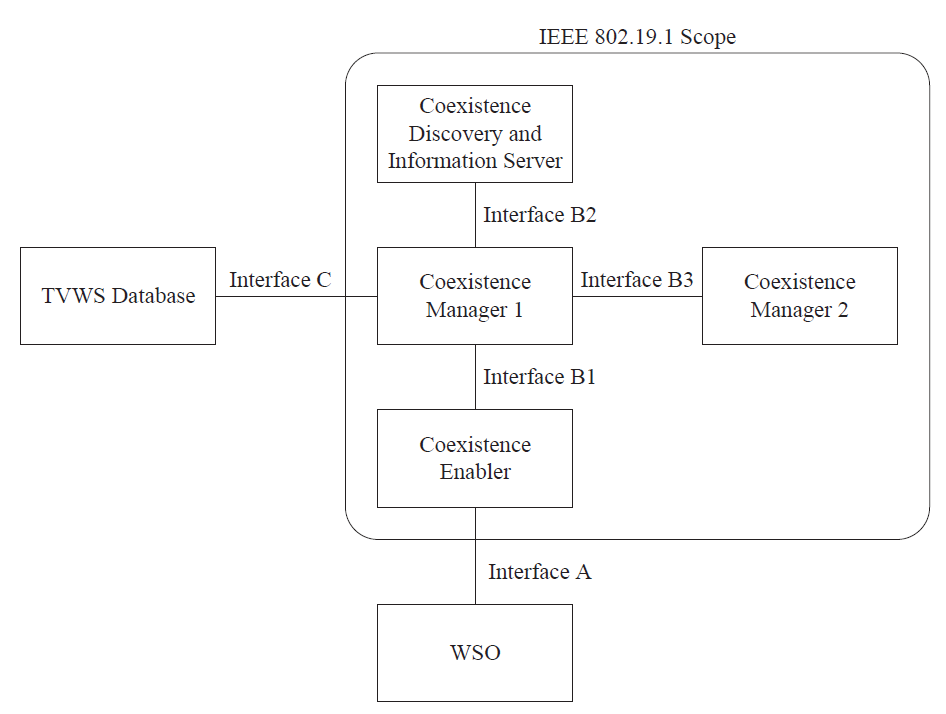 IEEE 802.19.1 Scope
Coexistence
Discovery and
Information Server
Interface B2
TVWS Database
Interface C
Coexistence
Manager 1
Interface B3
Coexistence
Manager 2
Interface B1
Coexistence
Enabler
Interface A
WSO